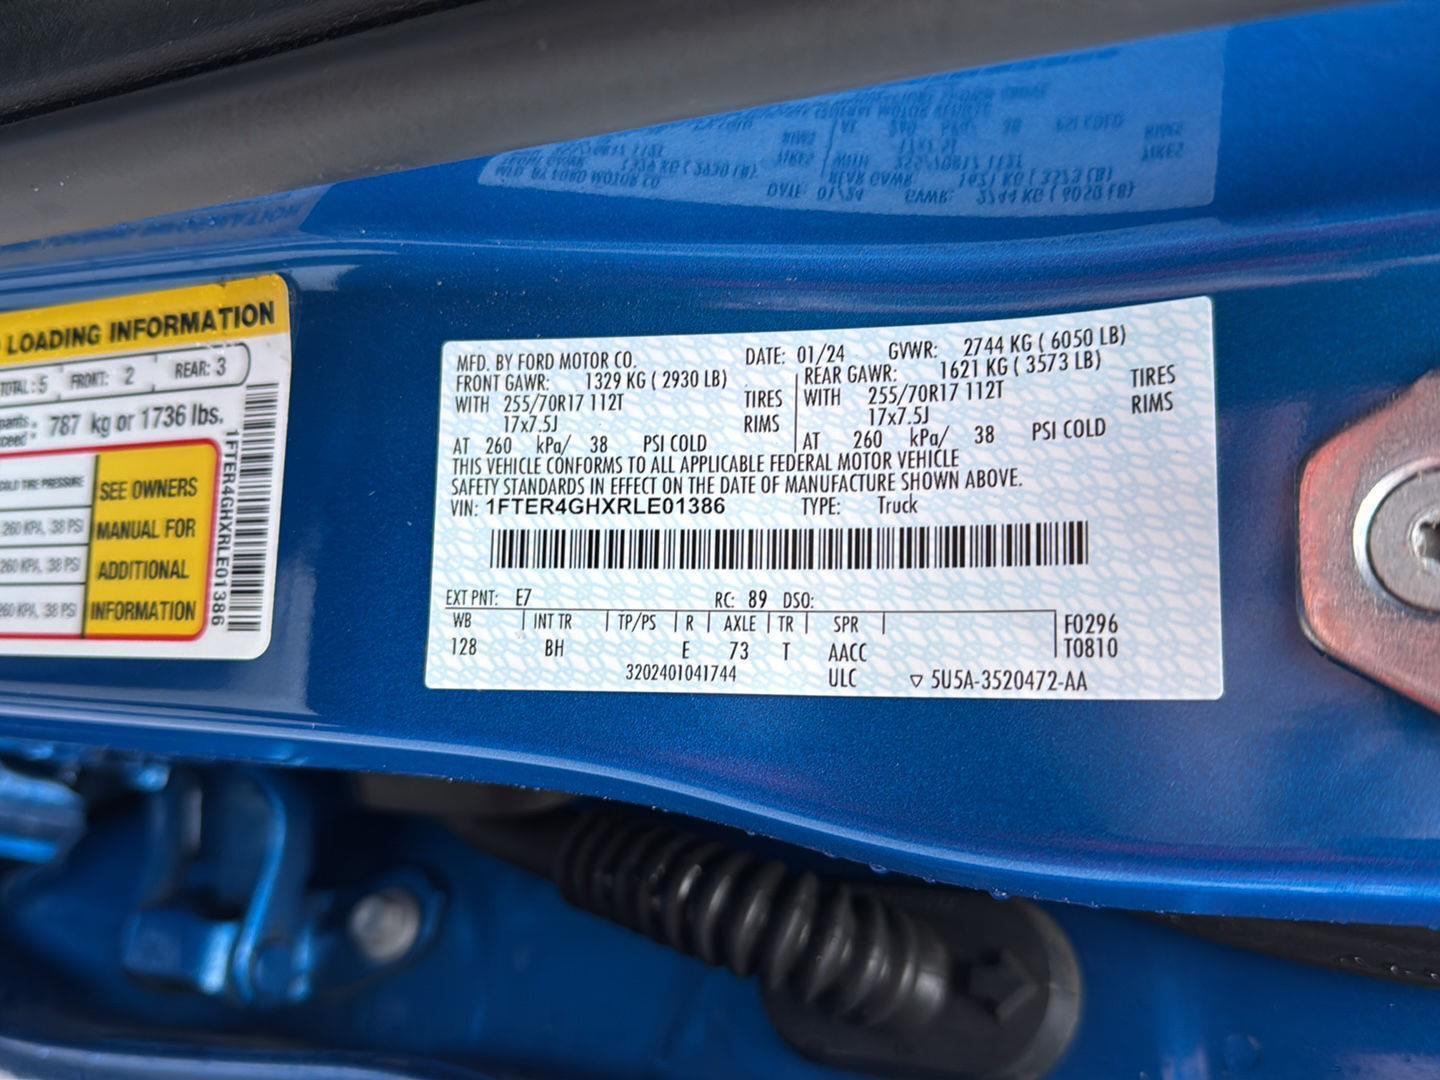 LOADING INFORMATION
TOTAL: 5 FRONT: 2 REAR: 3
787 kg or 1736 lbs.
COLD TIRE PRESSURE
260 KPA, 38 PSI
260 KPA, 38 PSI
260 KPA, 38 PSI
SEE OWNERS
MANUAL FOR
ADDITIONAL
INFORMATION
1FTER4GHXRLE01386
MFD. BY FORD MOTOR CO. DATE: 01/24 GVWR: 2744 KG ( 6050 LB)
FRONT GAWR: 1329 KG ( 2930 LB) REAR GAWR: 1621 KG ( 3573 LB)
WITH 255/70R17 112T TIRES WITH 255/70R17 112T TIRES
17x7.5J RIMS 17x7.5J RIMS
AT 260 kPa/ 38 PSI COLD AT 260 kPa/ 38 PSI COLD
THIS VEHICLE CONFORMS TO ALL APPLICABLE FEDERAL MOTOR VEHICLE
SAFETY STANDARDS IN EFFECT ON THE DATE OF MANUFACTURE SHOWN ABOVE.
VIN: 1FTER4GHXRLE01386 TYPE: Truck
EXT PNT: E7 RC: 89 DSO:
WB INT TR TP/PS R AXLE TR SPR F0296
128 BH E 73 T AACC T0810
3202401041744 ULC ▽ 5U5A-3520472-AA